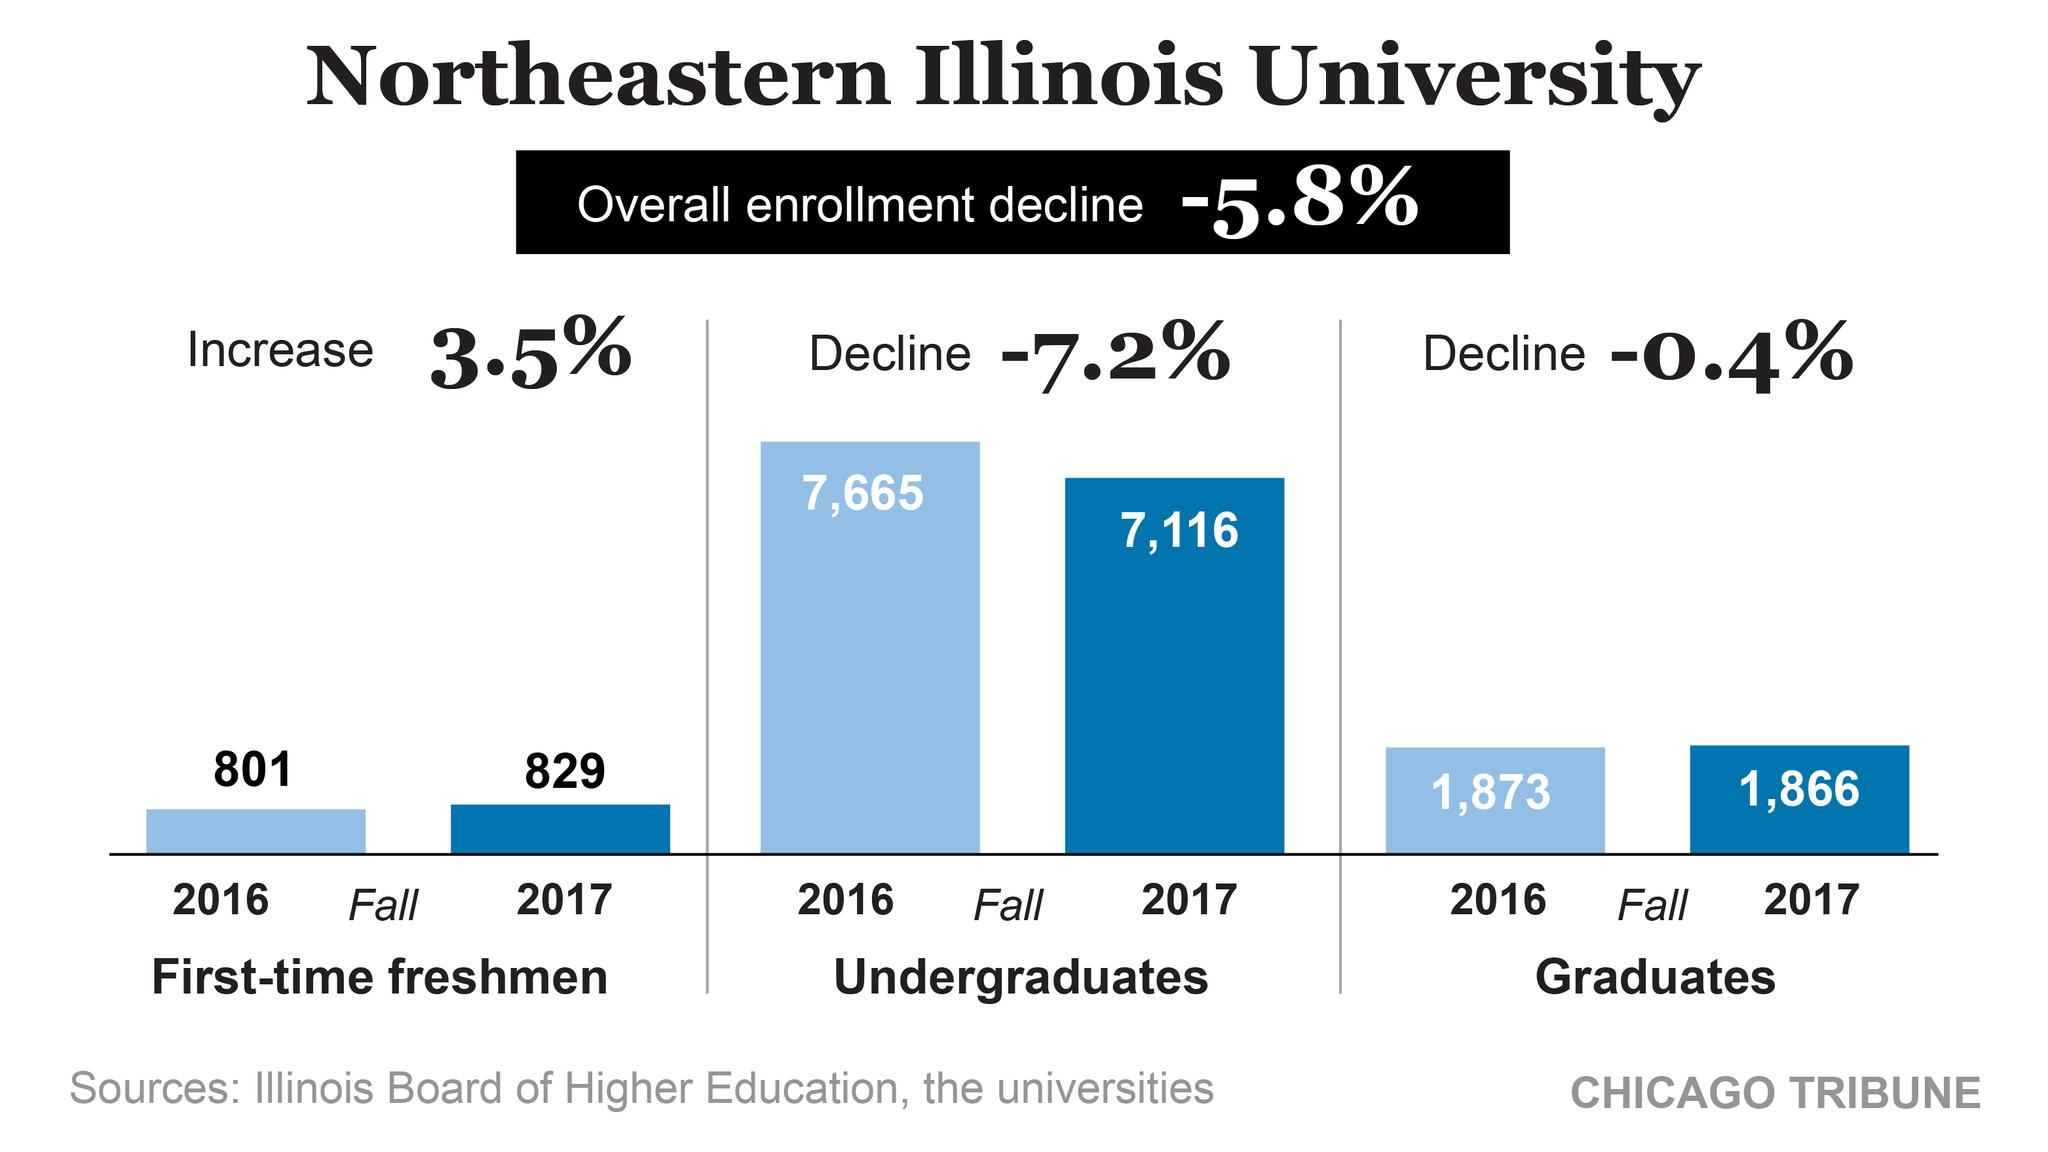 Northeastern Illinois University
Overall enrollment decline -5.8%
Increase 3.5%
801
829
2016 Fall 2017
First-time freshmen
Decline -7.2%
7,665
7,116
2016 Fall 2017
Undergraduates
Decline -0.4%
1,873
1,866
2016 Fall 2017
Graduates
Sources: Illinois Board of Higher Education, the universities
CHICAGO TRIBUNE